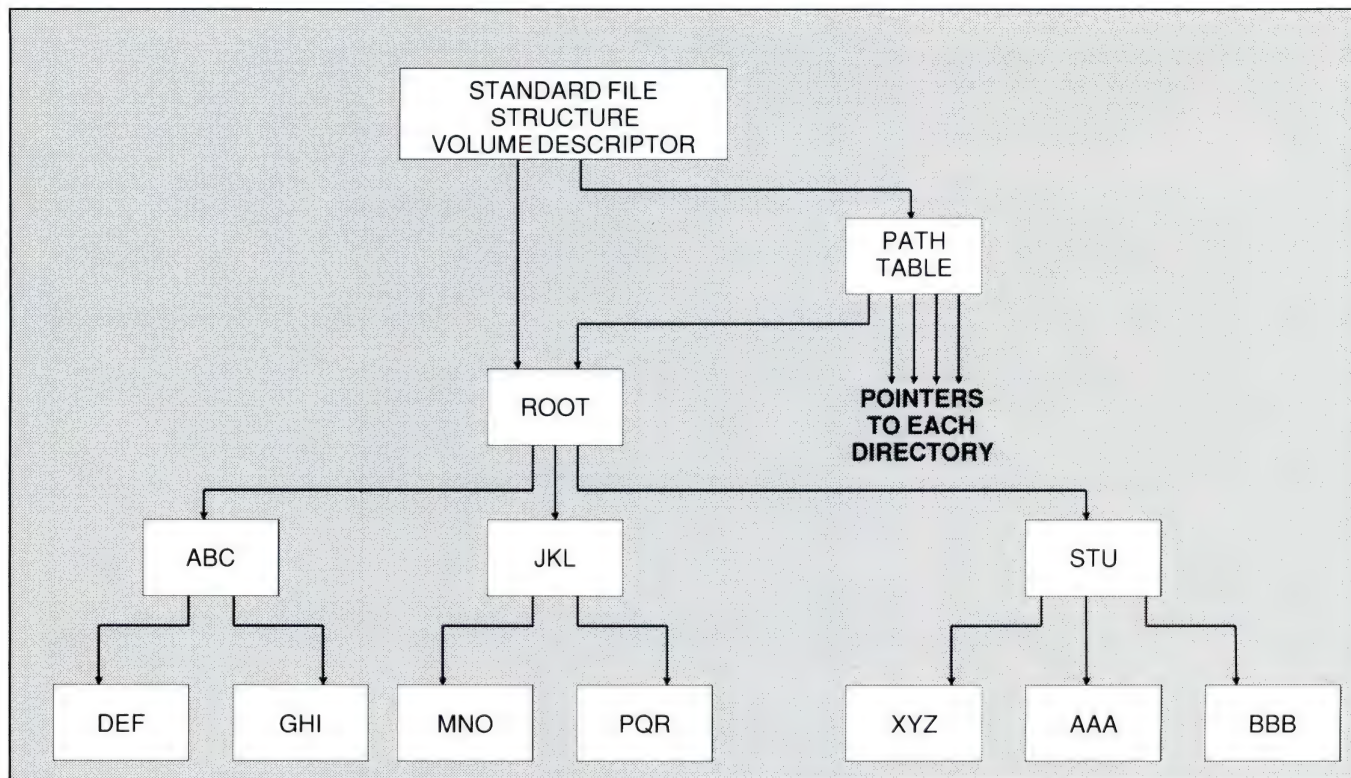 STANDARD FILE
STRUCTURE
VOLUME DESCRIPTOR
PATH
TABLE
ROOT
POINTERS
TO EACH
DIRECTORY
ABC
JKL
STU
DEF
GHI
MNO
PQR
XYZ
AAA
BBB